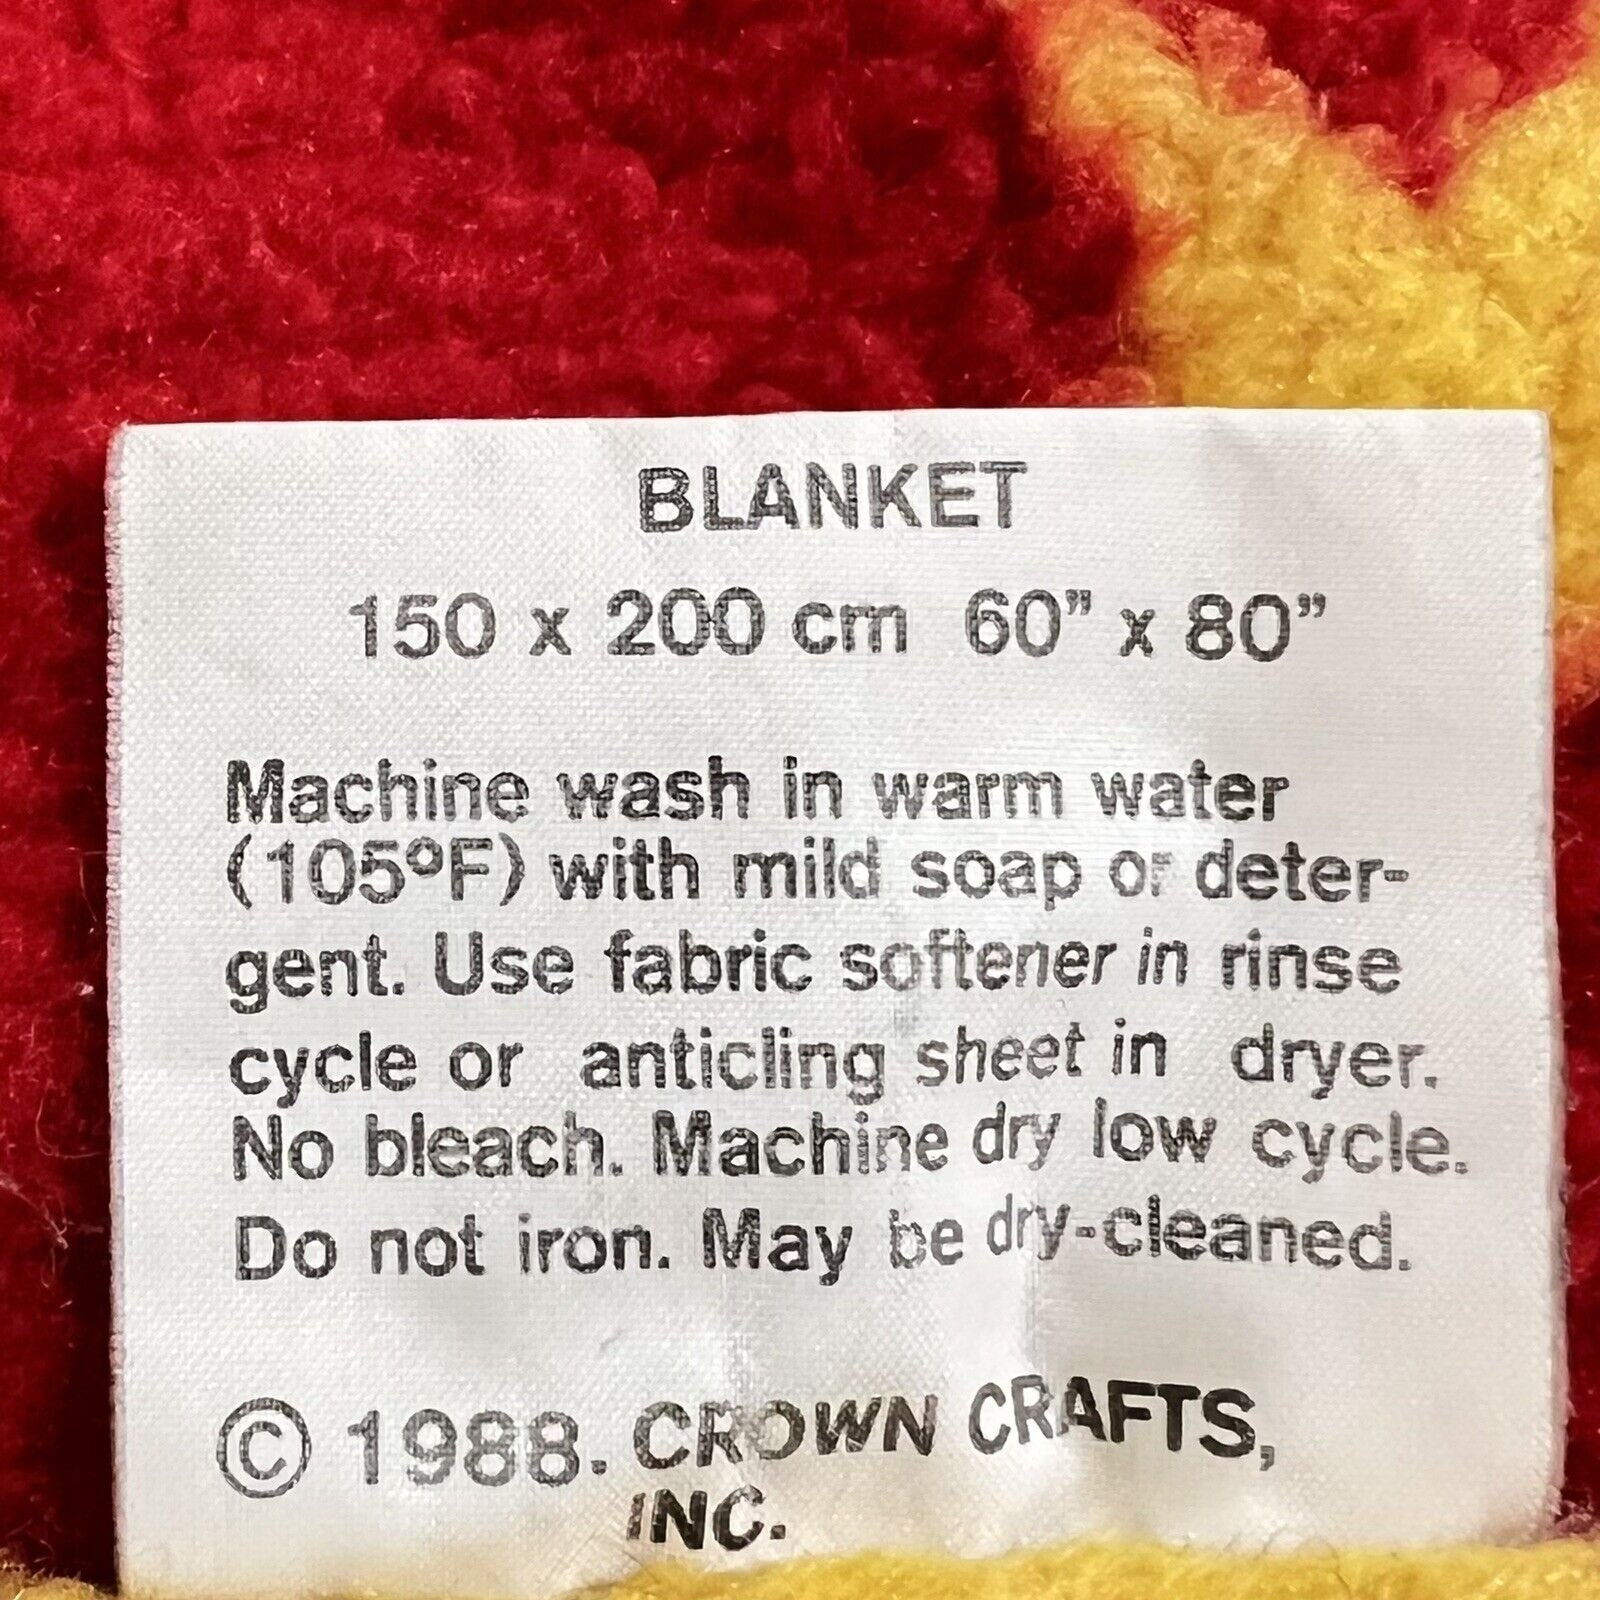 BLANKET
150 x 200 cm 60” x 80”
Machine wash in warm water
(105ºF) with mild soap or deter-
gent. Use fabric softener in rinse
cycle or anticling sheet in dryer.
No bleach. Machine dry low cycle.
Do not iron. May be dry-cleaned.
© 1988. CROWN CRAFTS,
INC.